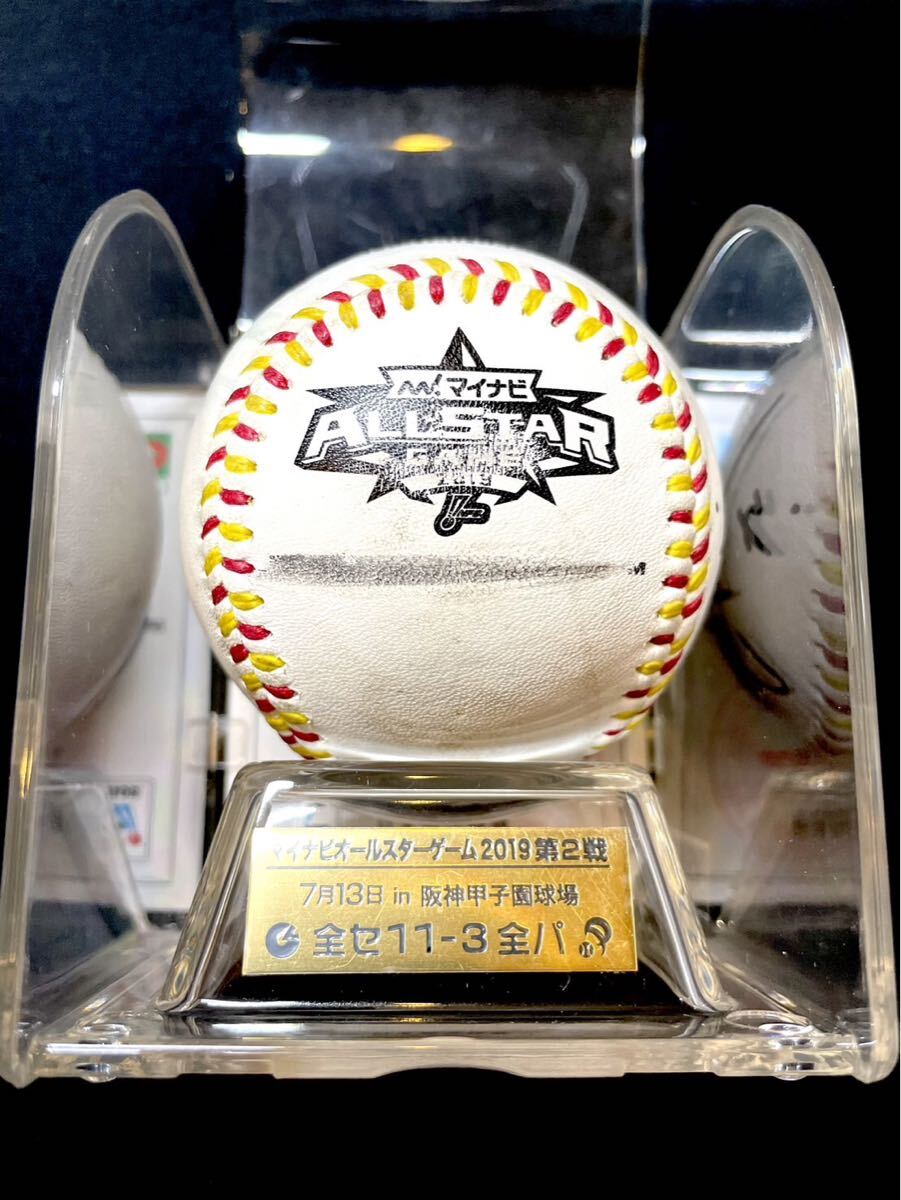 マイナビ
ALLSTAR
GAME
マイナビオールスターゲーム2019第2戦
7月13日 in 阪神甲子園球場
全セ11-3全パ